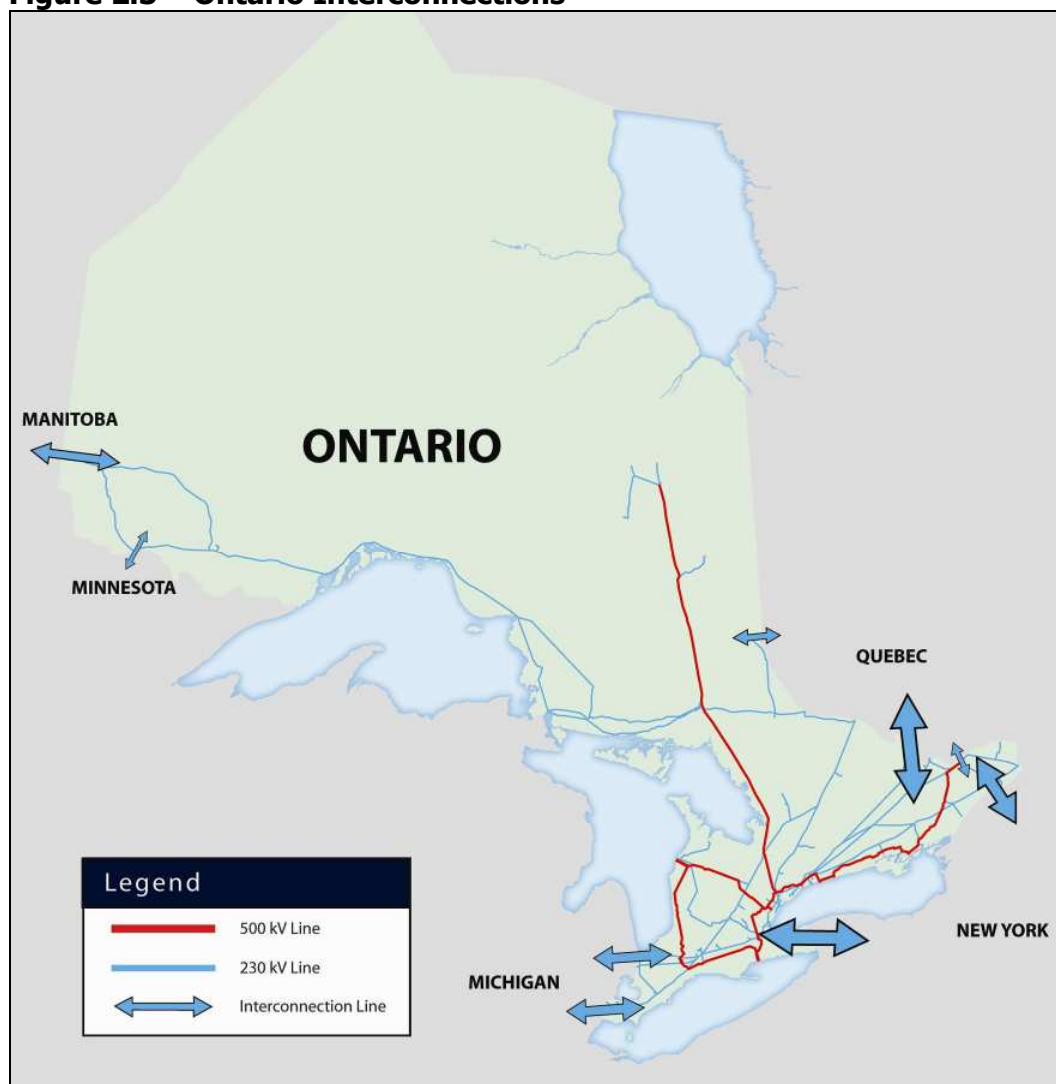 Figure 2.3 Ontario Interconnections
MANITOBA
ONTARIO
MINNESOTA
QUEBEC
Legend
500 kV Line
230 kV Line
Interconnection Line
NEW YORK
MICHIGAN